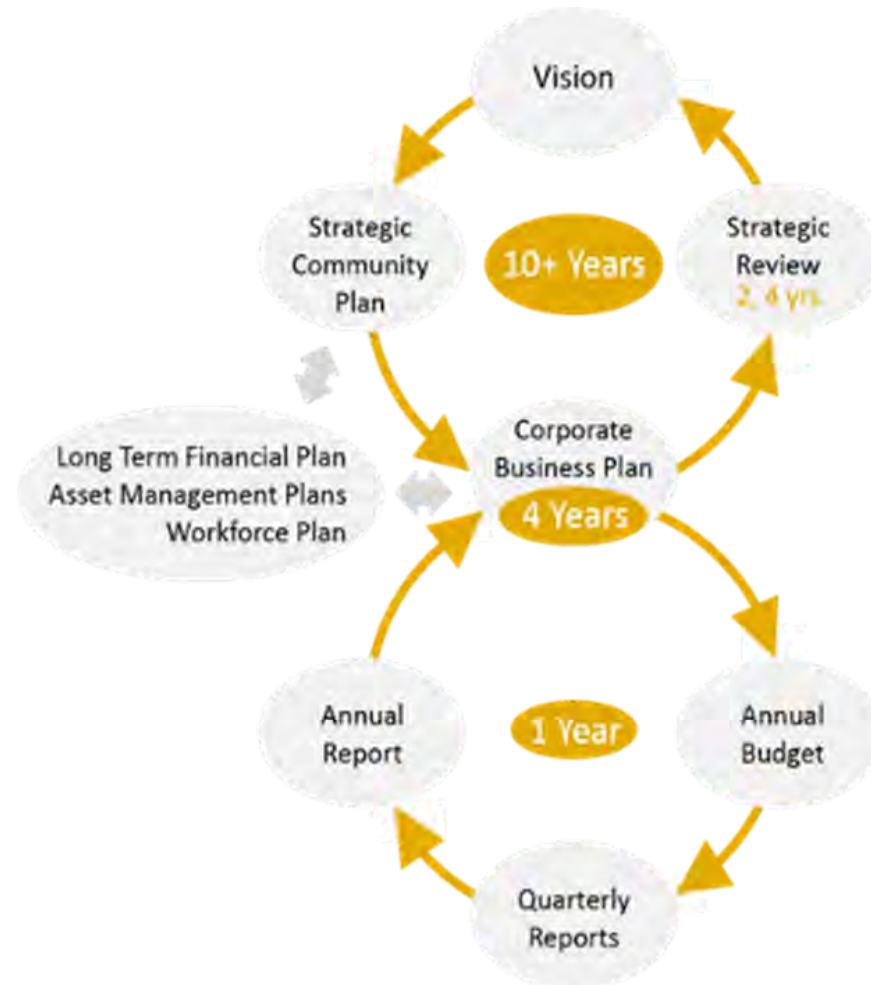 Vision
Strategic
Community
Plan
10+ Years
Strategic
Review
2, 4 yrs
Long Term Financial Plan
Asset Management Plans
Workforce Plan
Corporate
Business Plan
4 Years
Annual
Report
1 Year
Annual
Budget
Quarterly
Reports